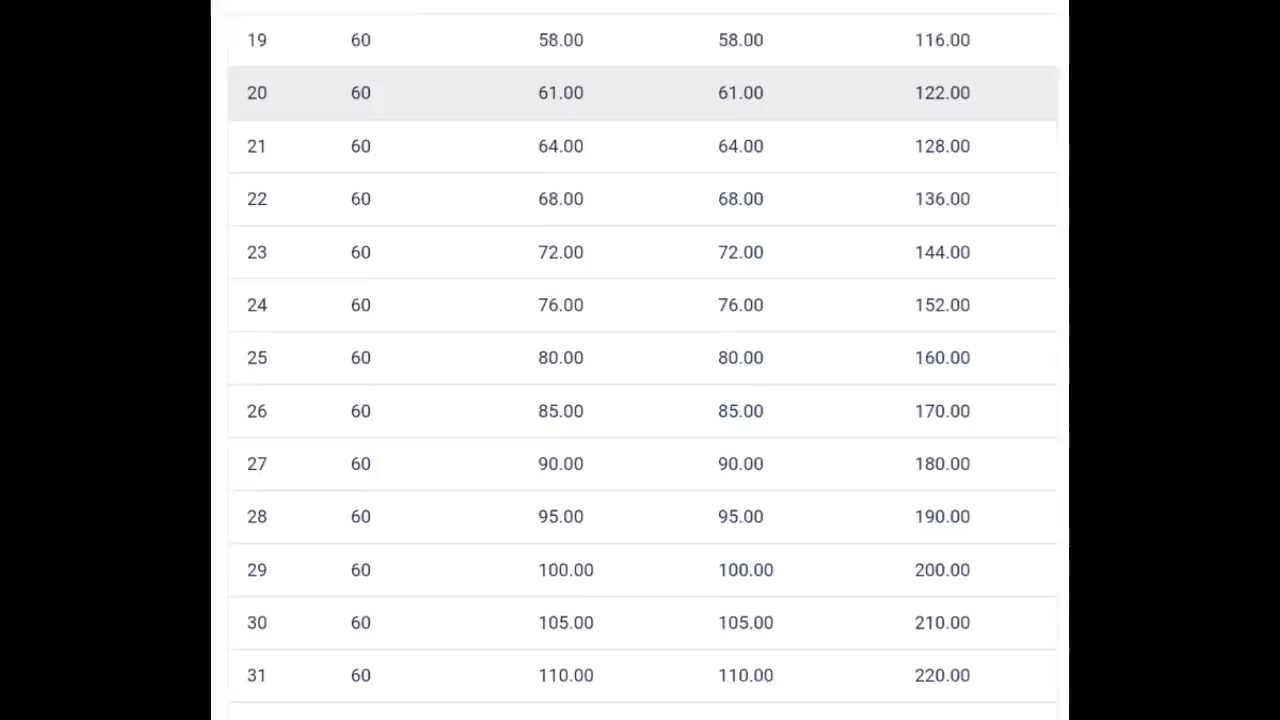 19 60 58.00 58.00 116.00
20 60 61.00 61.00 122.00
21 60 64.00 64.00 128.00
22 60 68.00 68.00 136.00
23 60 72.00 72.00 144.00
24 60 76.00 76.00 152.00
25 60 80.00 80.00 160.00
26 60 85.00 85.00 170.00
27 60 90.00 90.00 180.00
28 60 95.00 95.00 190.00
29 60 100.00 100.00 200.00
30 60 105.00 105.00 210.00
31 60 110.00 110.00 220.00